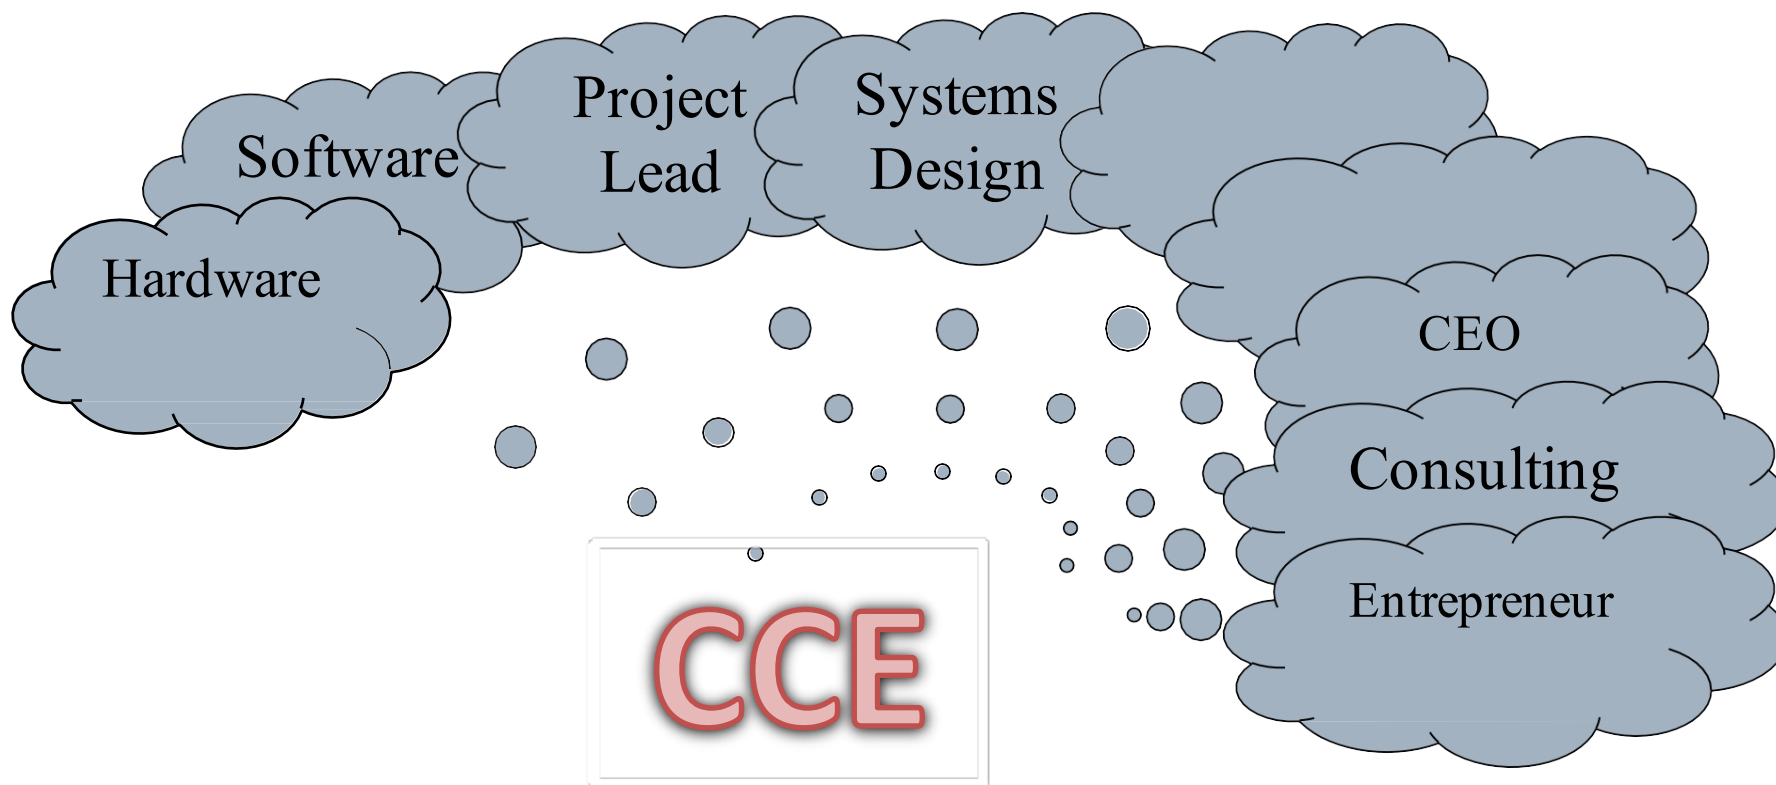 Hardware
Software
Project
Lead
Systems
Design
CEO
Consulting
Entrepreneur
CCE